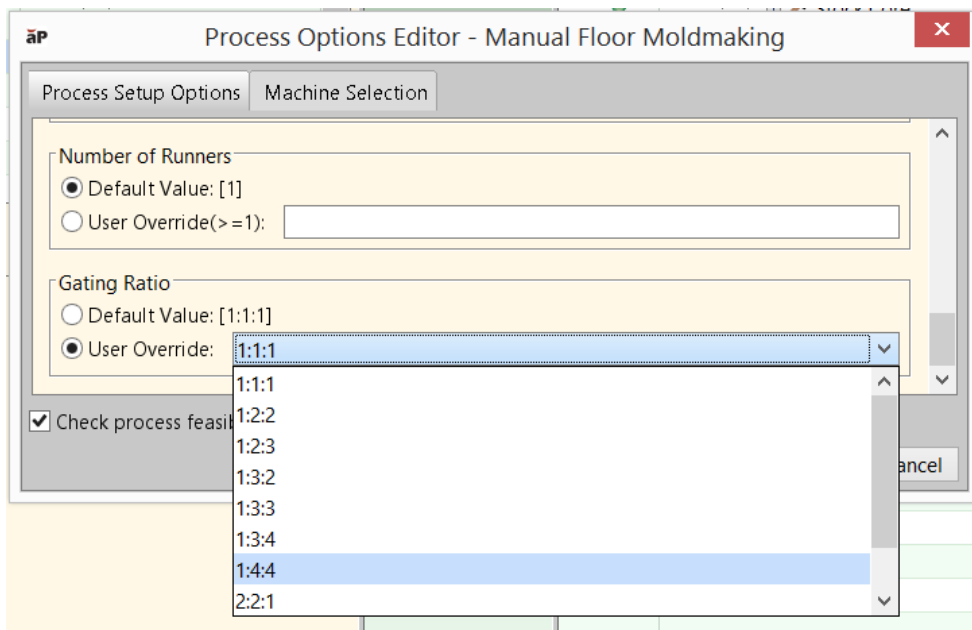 aP
Process Options Editor - Manual Floor Moldmaking
Process Setup Options
Machine Selection
Number of Runners
Default Value: [1]
User Override(>=1):
Gating Ratio
Default Value: [1:1:1]
User Override:
1:1:1
1:1:1
1:2:2
1:2:3
1:3:2
1:3:3
1:3:4
1:4:4
2:2:1
Check process